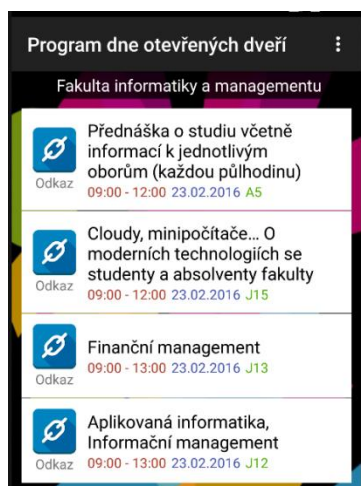 Program dne otevřených dveří
Fakulta informatiky a managementu
Přednáška o studiu včetně
informací k jednotlivým
oborům (každou půlhodinu)
Odkaz
09:00 - 12:00 23.02.2016 A5
Cloudy, minipočítače... O
moderních technologiích se
studenty a absolventy fakulty
Odkaz
09:00 - 12:00 23.02.2016 J15
Finanční management
09:00 - 13:00 23.02.2016 J13
Odkaz
Aplikovaná informatika,
Informační management
Odkaz
09:00 - 13:00 23.02.2016 J12